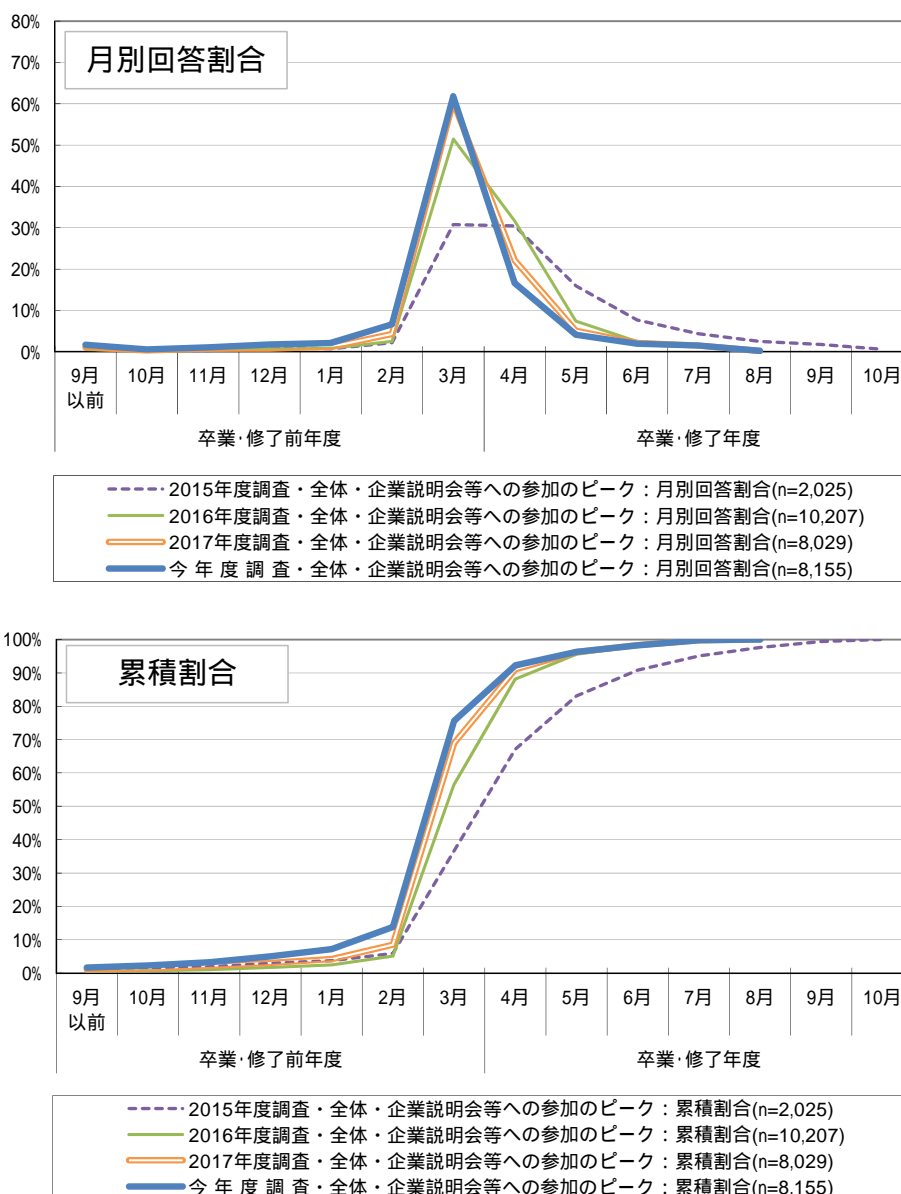 80%
月別回答割合
70%
60%
50%
40%
30%
20%
10%
0%
9月 10月 11月 12月 1月 2月 3月 4月 5月 6月 7月 8月 9月 10月
以前
卒業･修了前年度 卒業･修了年度
2015年度調査・全体・企業説明会等への参加のピーク：月別回答割合(n=2,025)
2016年度調査・全体・企業説明会等への参加のピーク：月別回答割合(n=10,207)
2017年度調査・全体・企業説明会等への参加のピーク：月別回答割合(n=8,029)
今 年 度 調 査・全体・企業説明会等への参加のピーク：月別回答割合(n=8,155)
100%
累積割合
90%
80%
70%
60%
50%
40%
30%
20%
10%
0%
9月 10月 11月 12月 1月 2月 3月 4月 5月 6月 7月 8月 9月 10月
以前
卒業･修了前年度 卒業･修了年度
2015年度調査・全体・企業説明会等への参加のピーク：累積割合(n=2,025)
2016年度調査・全体・企業説明会等への参加のピーク：累積割合(n=10,207)
2017年度調査・全体・企業説明会等への参加のピーク：累積割合(n=8,029)
今 年 度 調 査・全体・企業説明会等への参加のピーク：累積割合(n=8,155)